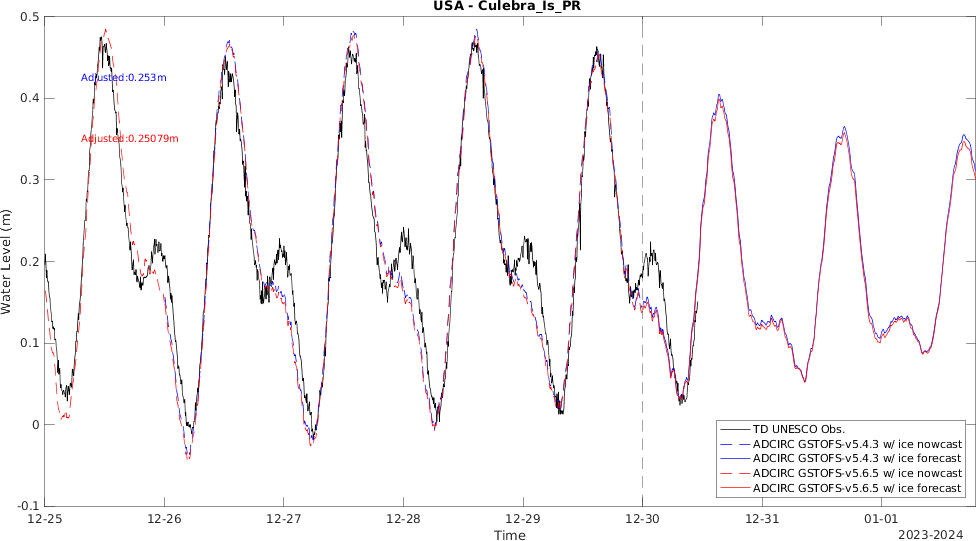 USA - Culebra_Is_PR
0.5
0.4
0.3
0.2
0.1
0
-0.1
Water Level (m)
Adjusted:0.253m
Adjusted:0.25079m
TD UNESCO Obs.
ADCIRC GSTOFS-v5.4.3 w/ ice nowcast
ADCIRC GSTOFS-v5.4.3 w/ ice forecast
ADCIRC GSTOFS-v5.6.5 w/ ice nowcast
ADCIRC GSTOFS-v5.6.5 w/ ice forecast
12-25 12-26 12-27 12-28 12-29 12-30 12-31 01-01
Time
2023-2024